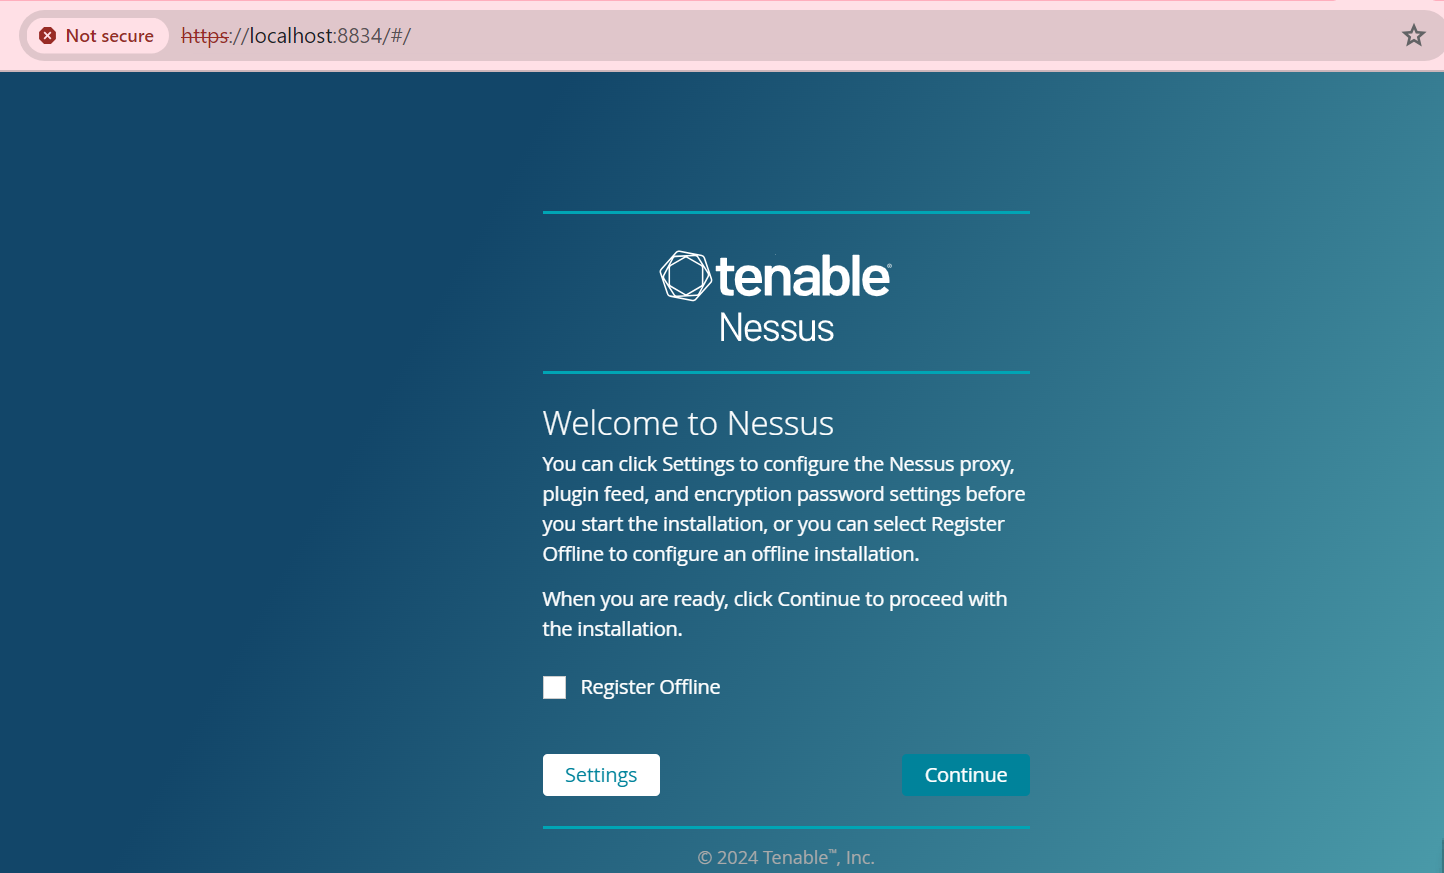 Not secure https://localhost:8834/#/
tenable®
Nessus
Welcome to Nessus
You can click Settings to configure the Nessus proxy,
plugin feed, and encryption password settings before
you start the installation, or you can select Register
Offline to configure an offline installation.
When you are ready, click Continue to proceed with
the installation.
Register Offline
Settings Continue
© 2024 Tenable™, Inc.